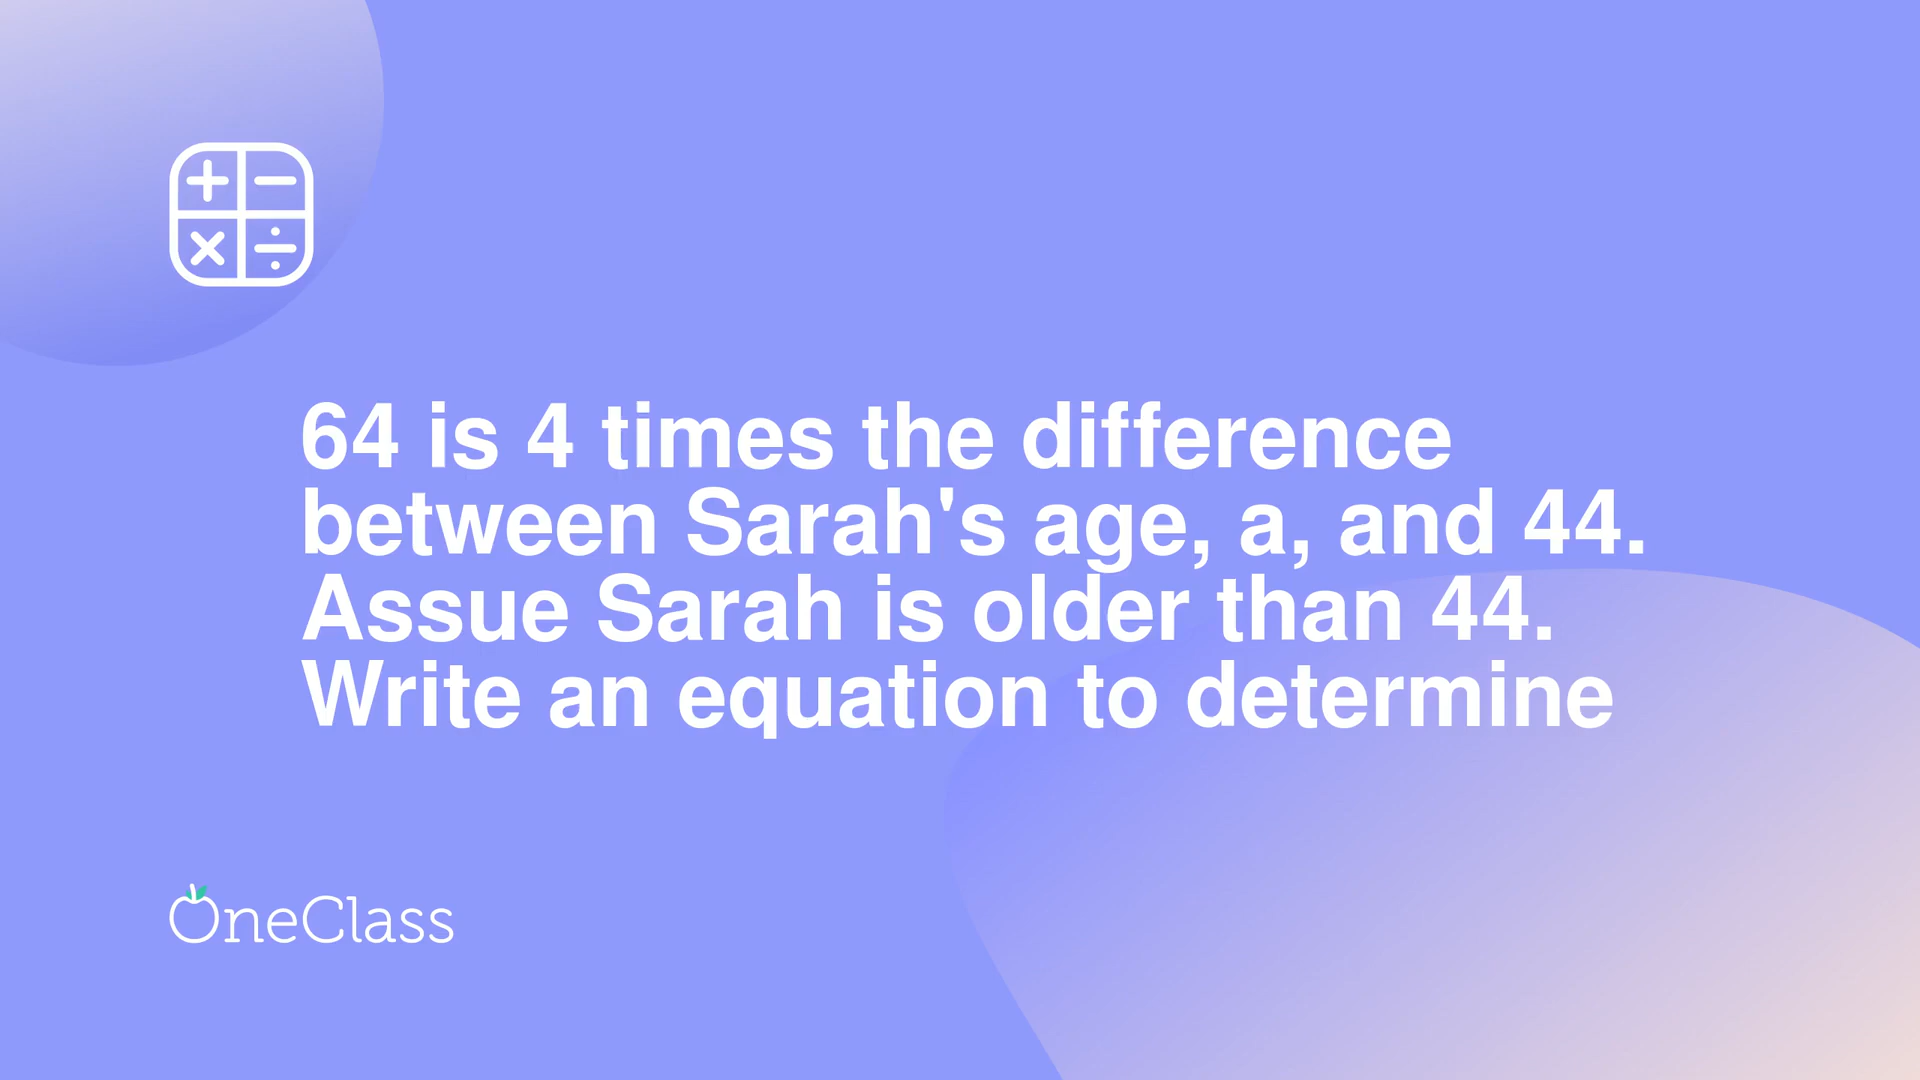 64 is 4 times the difference
between Sarah's age, a, and 44.
Assue Sarah is older than 44.
Write an equation to determine
OneClass